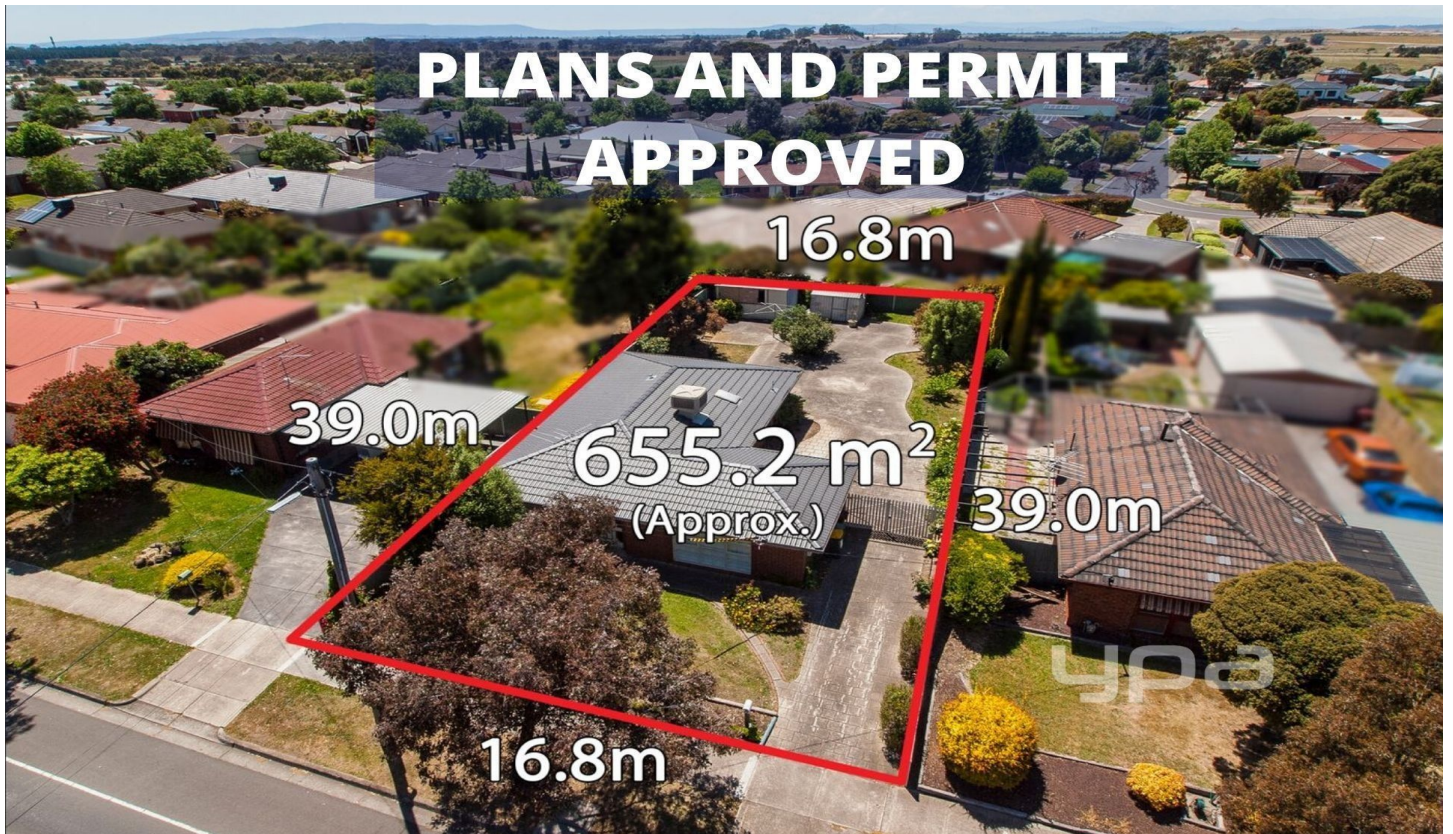 PLANS AND PERMIT
APPROVED
16.8m
39.0m
655.2 m²
(Approx.)
39.0m
ypa
16.8m